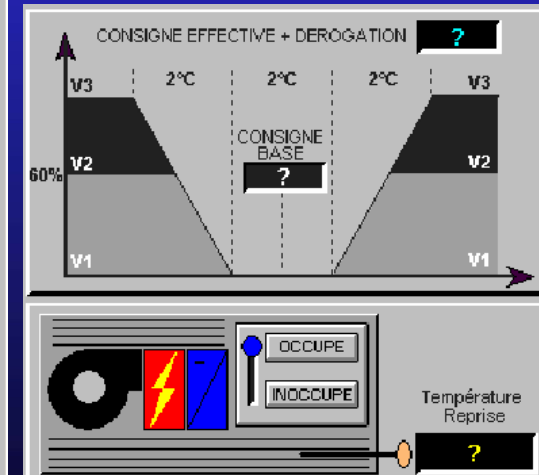 CONSIGNE EFFECTIVE + DEROGATION ?
V3 2°C 2°C 2°C V3
CONSIGNE
BASE
?
60% V2 V2
V1 V1
OCCUPE
INOCCUPE
Température
Reprise
?